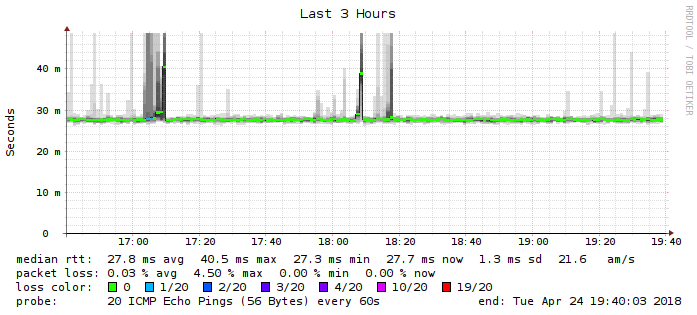 Last 3 Hours
RRDTOOL / TOBI OETIKER
Seconds
40 m
30 m
20 m
10 m
0
17:00 17:20 17:40 18:00 18:20 18:40 19:00 19:20 19:40
median rtt: 27.8 ms avg 40.5 ms max 27.3 ms min 27.7 ms now 1.3 ms sd 21.6 am/s
packet loss: 0.03 % avg 4.50 % max 0.00 % min 0.00 % now
loss color: 0 1/20 2/20 3/20 4/20 10/20 19/20
probe: 20 ICMP Echo Pings (56 Bytes) every 60s end: Tue Apr 24 19:40:03 2018